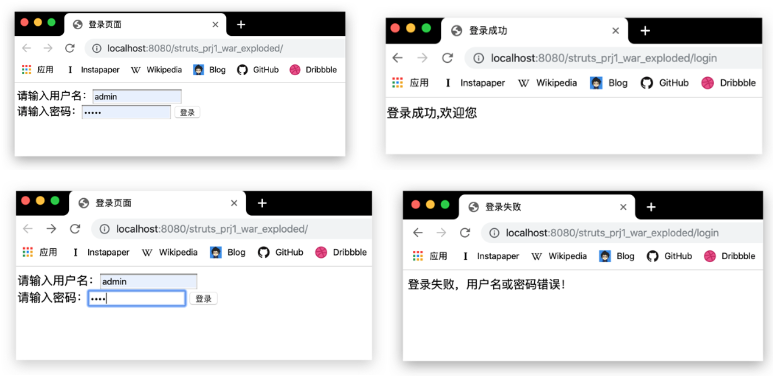 登录页面
localhost:8080/struts_prj1_war_exploded/
应用 Instapaper Wikipedia Blog GitHub Dribbble
请输入用户名: admin
请输入密码: ••••• 登录
登录成功
localhost:8080/struts_prj1_war_exploded/login
应用 Instapaper Wikipedia Blog GitHub Dribbble
登录成功,欢迎您
登录页面
localhost:8080/struts_prj1_war_exploded/
应用 Instapaper Wikipedia Blog GitHub Dribbble
请输入用户名: admin
请输入密码: •••• 登录
登录失败
localhost:8080/struts_prj1_war_exploded/login
应用 Instapaper Wikipedia Blog GitHub Dribbble
登录失败，用户名或密码错误！